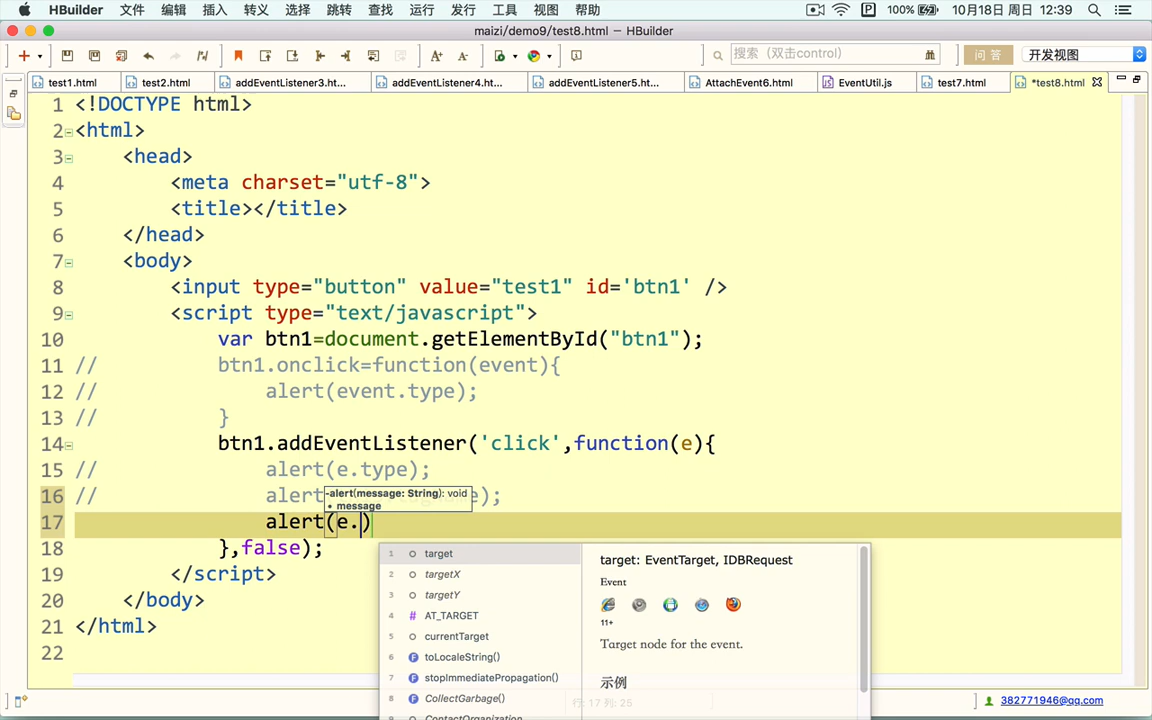 HBuilder 文件 编辑 插入 转义 选择 跳转 查找 运行 发行 工具 视图 帮助 P 100% 10月18日 周日 12:39
maizi/demo9/test8.html — HBuilder
A+ A- 搜索（双击control） 问 答 开发视图
test1.html test2.html addEventListener3.ht... addEventListener4.ht... addEventListener5.ht... AttachEvent6.html EventUtil.js test7.html *test8.html
1 <!DOCTYPE html>
2 <html>
3 <head>
4 <meta charset="utf-8">
5 <title></title>
6 </head>
7 <body>
8 <input type="button" value="test1" id='btn1' />
9 <script type="text/javascript">
10 var btn1=document.getElementById("btn1");
11 // btn1.onclick=function(event){
12 // alert(event.type);
13 // }
14 btn1.addEventListener('click',function(e){
15 // alert(e.type);
16 // alert e);
-alert(message: String): void
• message
17 alert(e.)
18 },false);
19 </script>
20 </body>
21 </html>
22
1 target
2 targetX
3 targetY
4 # AT_TARGET
5 currentTarget
6 F toLocaleString()
7 F stopImmediatePropagation()
8 F CollectGarbage()
ContactOrganization
target: EventTarget, IDBRequest
Event
11+
Target node for the event.
示例
行: 17 列: 25
382771946@qq.com